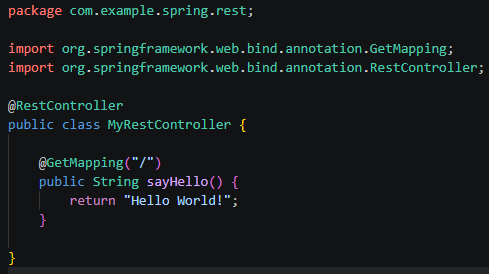 package com.example.spring.rest;
import org.springframework.web.bind.annotation.GetMapping;
import org.springframework.web.bind.annotation.RestController;
@RestController
public class MyRestController {
@GetMapping("/")
public String sayHello() {
return "Hello World!";
}
}